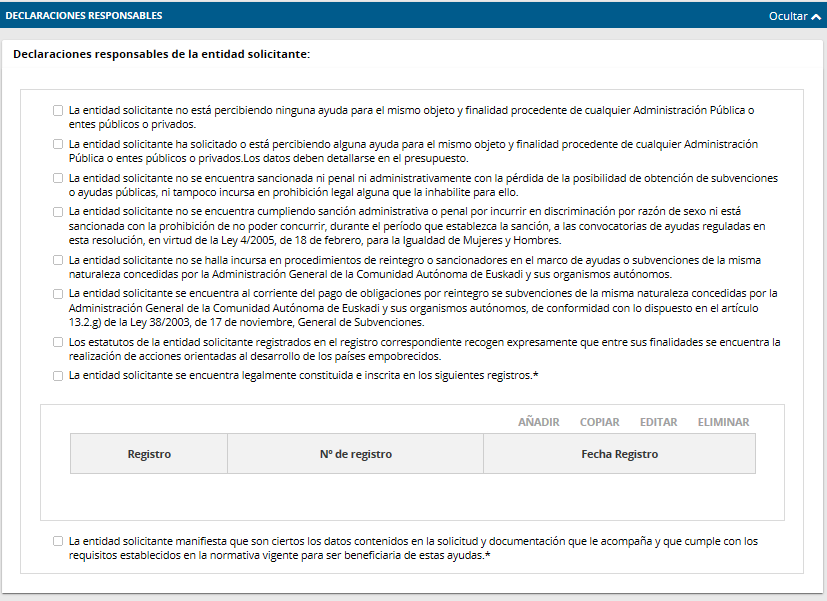 DECLARACIONES RESPONSABLES
Ocultar
Declaraciones responsables de la entidad solicitante:
La entidad solicitante no está percibiendo ninguna ayuda para el mismo objeto y finalidad procedente de cualquier Administración Pública o
entes públicos o privados.
La entidad solicitante ha solicitado o está percibiendo alguna ayuda para el mismo objeto y finalidad procedente de cualquier Administración
Pública o entes públicos o privados.Los datos deben detallarse en el presupuesto.
La entidad solicitante no se encuentra sancionada ni penal ni administrativamente con la pérdida de la posibilidad de obtención de subvenciones
o ayudas públicas, ni tampoco incursa en prohibición legal alguna que la inhabilite para ello.
La entidad solicitante no se encuentra cumpliendo sanción administrativa o penal por incurrir en discriminación por razón de sexo ni está
sancionada con la prohibición de no poder concurrir, durante el período que establezca la sanción, a las convocatorias de ayudas reguladas en
esta resolución, en virtud de la Ley 4/2005, de 18 de febrero, para la Igualdad de Mujeres y Hombres.
La entidad solicitante no se halla incursa en procedimientos de reintegro o sancionadores en el marco de ayudas o subvenciones de la misma
naturaleza concedidas por la Administración General de la Comunidad Autónoma de Euskadi y sus organismos autónomos.
La entidad solicitante se encuentra al corriente del pago de obligaciones por reintegro se subvenciones de la misma naturaleza concedidas por la
Administración General de la Comunidad Autónoma de Euskadi y sus organismos autónomos, de conformidad con lo dispuesto en el artículo
13.2.g) de la Ley 38/2003, de 17 de noviembre, General de Subvenciones.
Los estatutos de la entidad solicitante registrados en el registro correspondiente recogen expresamente que entre sus finalidades se encuentra la
realización de acciones orientadas al desarrollo de los países empobrecidos.
La entidad solicitante se encuentra legalmente constituida e inscrita en los siguientes registros.*
AÑADIR COPIAR EDITAR ELIMINAR
Registro Nº de registro Fecha Registro
La entidad solicitante manifiesta que son ciertos los datos contenidos en la solicitud y documentación que le acompaña y que cumple con los
requisitos establecidos en la normativa vigente para ser beneficiaria de estas ayudas.*